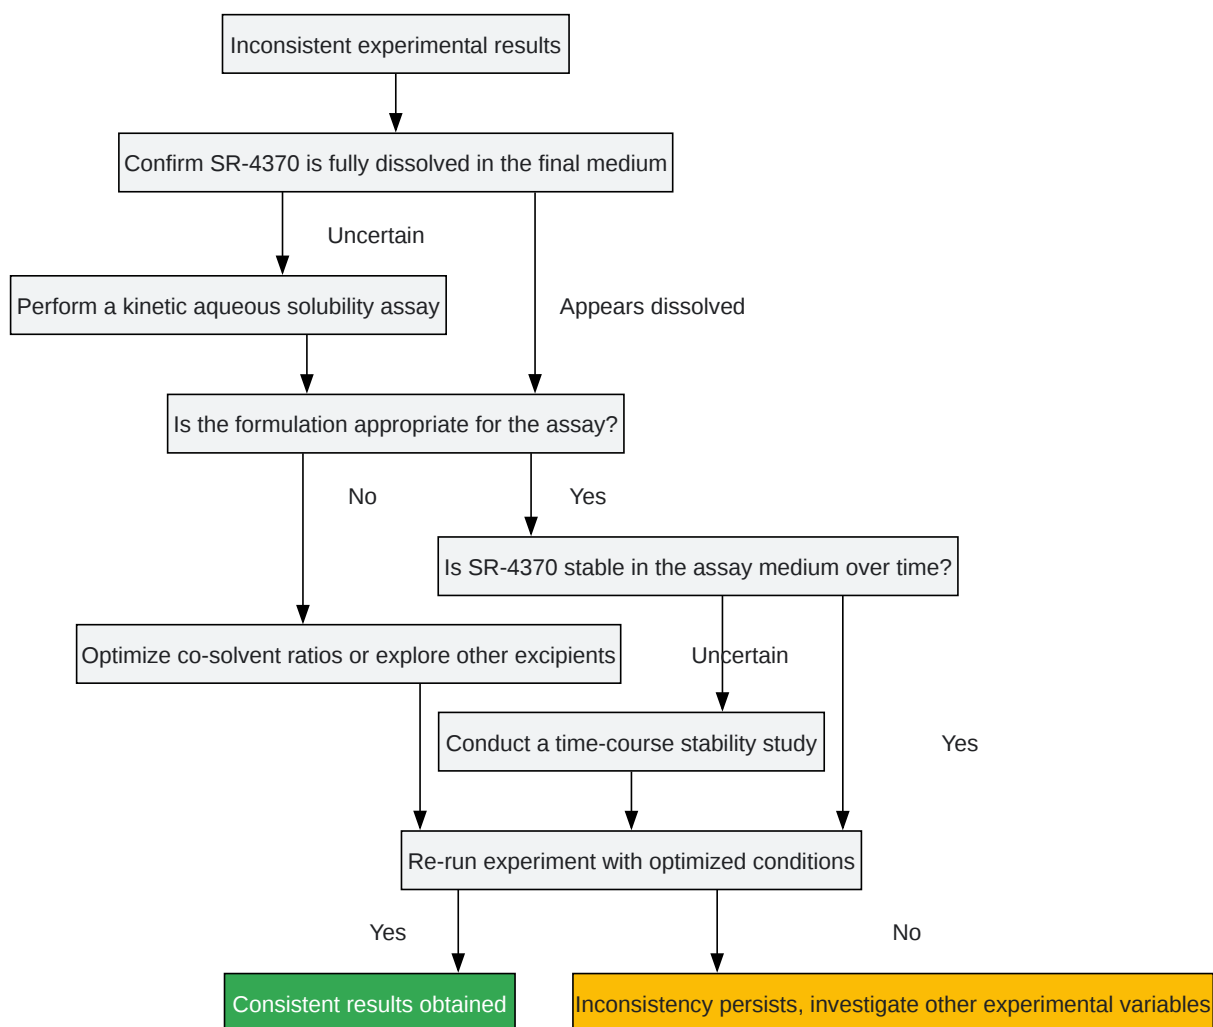 Inconsistent experimental results
Confirm SR-4370 is fully dissolved in the final medium
Uncertain
Perform a kinetic aqueous solubility assay
Appears dissolved
Is the formulation appropriate for the assay?
No
Yes
Is SR-4370 stable in the assay medium over time?
Optimize co-solvent ratios or explore other excipients
Uncertain
Conduct a time-course stability study
Yes
Re-run experiment with optimized conditions
Yes
No
Consistent results obtained
Inconsistency persists, investigate other experimental variables